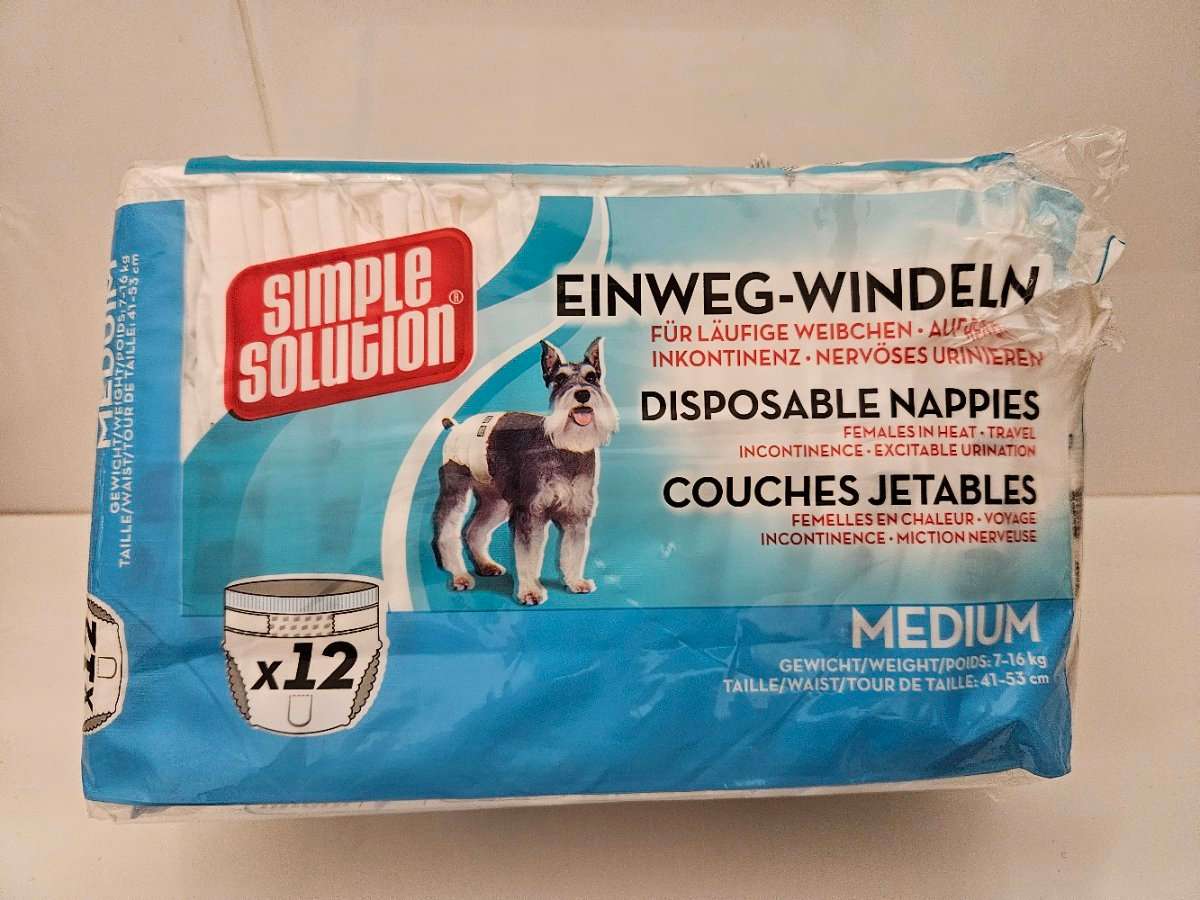 SIMPLE
SOLUTION®
EINWEG-WINDELN
FÜR LÄUFIGE WEIBCHEN •
INKONTINENZ • NERVÖSES URINIEREN
DISPOSABLE NAPPIES
FEMALES IN HEAT • TRAVEL
INCONTINENCE • EXCITABLE URINATION
COUCHES JETABLES
FEMELLES EN CHALEUR • VOYAGE
INCONTINENCE • MICTION NERVEUSE
MEDIUM
GEWICHT/WEIGHT/POIDS: 7-16 kg
TAILLE/WAIST/TOUR DE TAILLE: 41-53 cm
x12
MEDIUM
GEWICHT/WEIGHT/POIDS: 7-16 kg
TAILLE/WAIST/TOUR DE TAILLE: 41-53 cm
x12